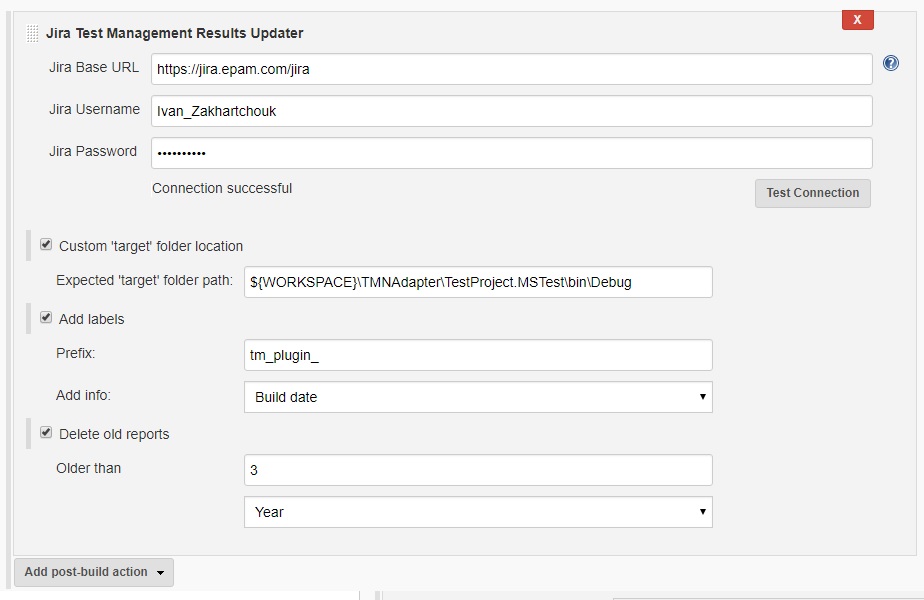 X
Jira Test Management Results Updater
Jira Base URL https://jira.epam.com/jira ?
Jira Username Ivan_Zakhartchouk
Jira Password ••••••••••
Connection successful
Test Connection
Custom 'target' folder location
Expected 'target' folder path: ${WORKSPACE}\TMNAdapter\TestProject.MSTest\bin\Debug
Add labels
Prefix: tm_plugin_
Add info: Build date
Delete old reports
Older than 3
Year
Add post-build action